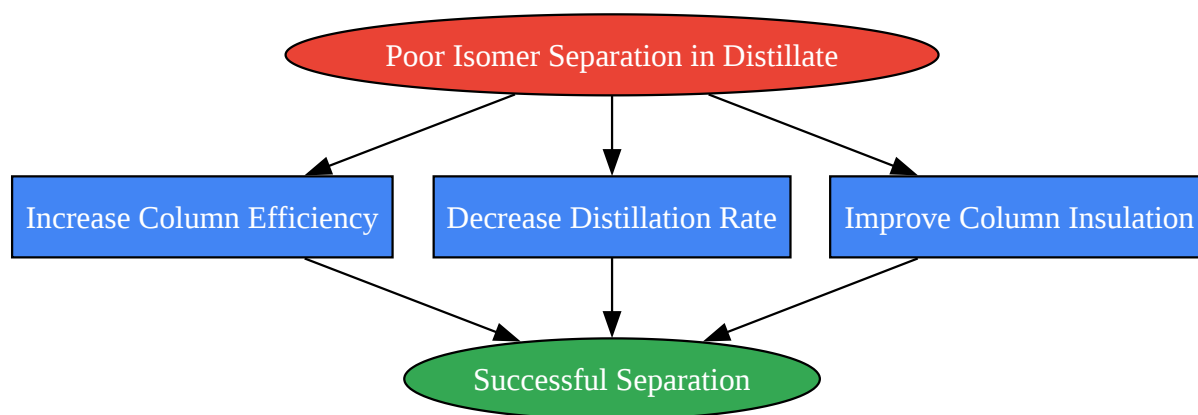 Poor Isomer Separation in Distillate
Increase Column Efficiency
Decrease Distillation Rate
Improve Column Insulation
Successful Separation